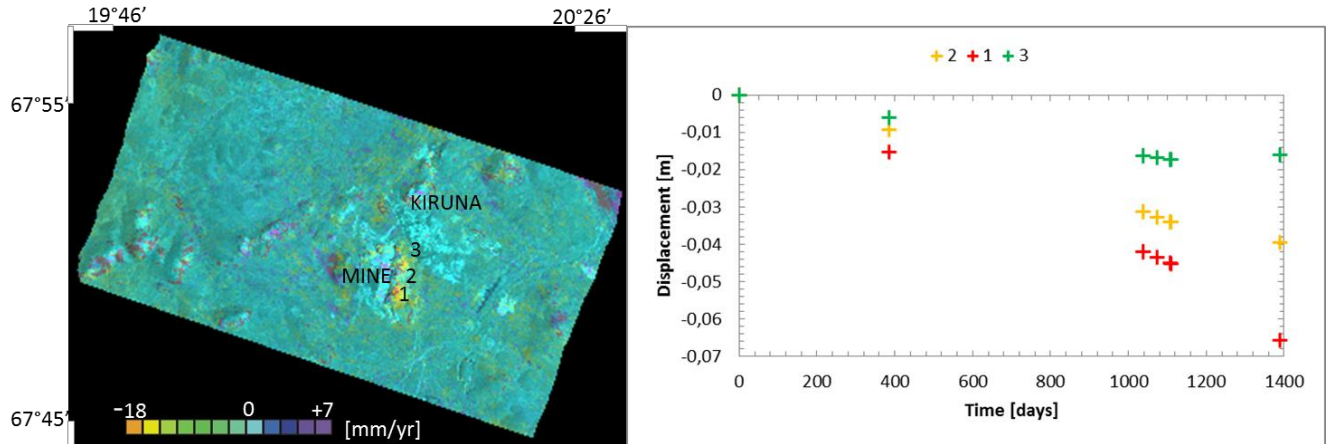 19°46’ 20°26’
67°55’
KIRUNA
3
MINE 2
1
67°45’
−18 0 +7 [mm/yr]
2 1 3
0
-0,01
-0,02
-0,03
-0,04
-0,05
-0,06
-0,07
Displacement [m]
0 200 400 600 800 1000 1200 1400
Time [days]